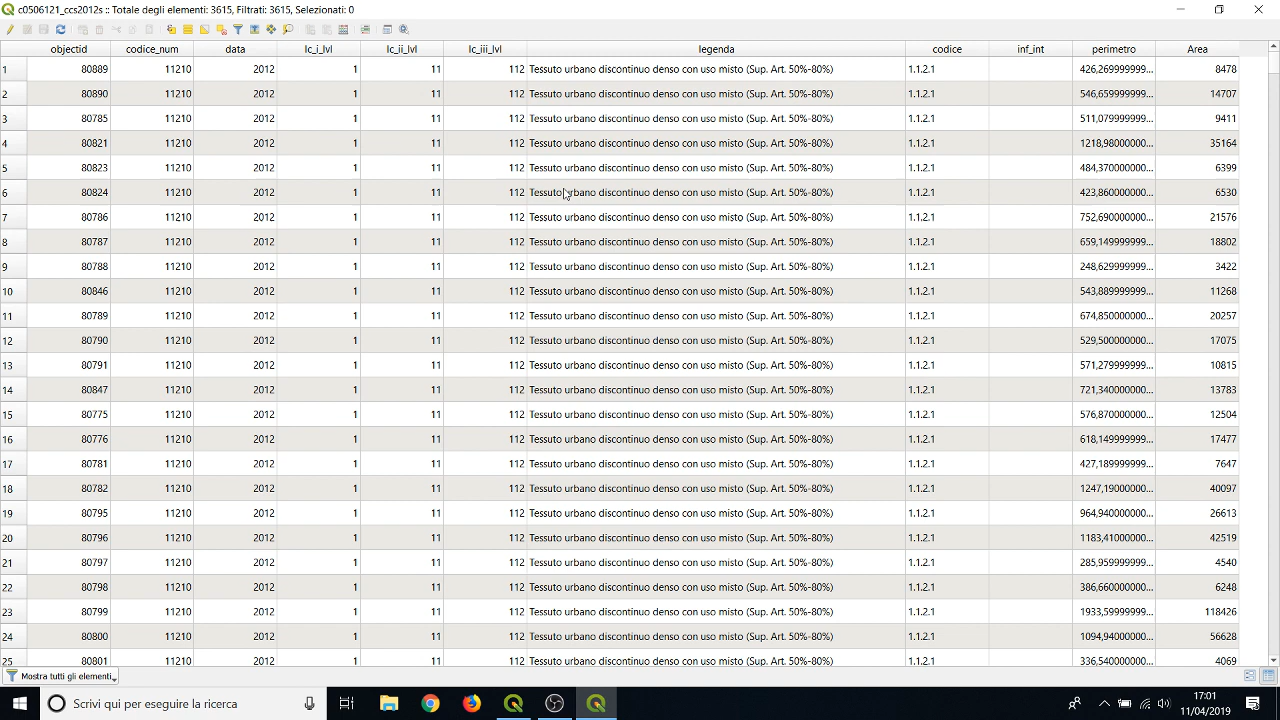 c0506121_ccs2012s :: Totale degli elementi: 3615, Filtrati: 3615, Selezionati: 0
objectid codice_num data lc_i_lvl lc_ii_lvl lc_iii_lvl legenda codice inf_int perimetro Area
1 80889 11210 2012 1 11 112 Tessuto urbano discontinuo denso con uso misto (Sup. Art. 50%-80%) 1.1.2.1 426,269999999... 8478
2 80890 11210 2012 1 11 112 Tessuto urbano discontinuo denso con uso misto (Sup. Art. 50%-80%) 1.1.2.1 546,659999999... 14707
3 80785 11210 2012 1 11 112 Tessuto urbano discontinuo denso con uso misto (Sup. Art. 50%-80%) 1.1.2.1 511,079999999... 9411
4 80821 11210 2012 1 11 112 Tessuto urbano discontinuo denso con uso misto (Sup. Art. 50%-80%) 1.1.2.1 1218,98000000... 35164
5 80823 11210 2012 1 11 112 Tessuto urbano discontinuo denso con uso misto (Sup. Art. 50%-80%) 1.1.2.1 484,370000000... 6399
6 80824 11210 2012 1 11 112 Tessuto urbano discontinuo denso con uso misto (Sup. Art. 50%-80%) 1.1.2.1 423,860000000... 6530
7 80786 11210 2012 1 11 112 Tessuto urbano discontinuo denso con uso misto (Sup. Art. 50%-80%) 1.1.2.1 752,690000000... 21576
8 80787 11210 2012 1 11 112 Tessuto urbano discontinuo denso con uso misto (Sup. Art. 50%-80%) 1.1.2.1 659,149999999... 18802
9 80788 11210 2012 1 11 112 Tessuto urbano discontinuo denso con uso misto (Sup. Art. 50%-80%) 1.1.2.1 248,629999999... 3422
10 80846 11210 2012 1 11 112 Tessuto urbano discontinuo denso con uso misto (Sup. Art. 50%-80%) 1.1.2.1 543,889999999... 11268
11 80789 11210 2012 1 11 112 Tessuto urbano discontinuo denso con uso misto (Sup. Art. 50%-80%) 1.1.2.1 674,850000000... 20257
12 80790 11210 2012 1 11 112 Tessuto urbano discontinuo denso con uso misto (Sup. Art. 50%-80%) 1.1.2.1 529,500000000... 17075
13 80791 11210 2012 1 11 112 Tessuto urbano discontinuo denso con uso misto (Sup. Art. 50%-80%) 1.1.2.1 571,279999999... 10815
14 80847 11210 2012 1 11 112 Tessuto urbano discontinuo denso con uso misto (Sup. Art. 50%-80%) 1.1.2.1 721,340000000... 13783
15 80775 11210 2012 1 11 112 Tessuto urbano discontinuo denso con uso misto (Sup. Art. 50%-80%) 1.1.2.1 576,870000000... 12504
16 80776 11210 2012 1 11 112 Tessuto urbano discontinuo denso con uso misto (Sup. Art. 50%-80%) 1.1.2.1 618,149999999... 17477
17 80781 11210 2012 1 11 112 Tessuto urbano discontinuo denso con uso misto (Sup. Art. 50%-80%) 1.1.2.1 427,189999999... 7647
18 80782 11210 2012 1 11 112 Tessuto urbano discontinuo denso con uso misto (Sup. Art. 50%-80%) 1.1.2.1 1247,19000000... 40097
19 80795 11210 2012 1 11 112 Tessuto urbano discontinuo denso con uso misto (Sup. Art. 50%-80%) 1.1.2.1 964,940000000... 26613
20 80796 11210 2012 1 11 112 Tessuto urbano discontinuo denso con uso misto (Sup. Art. 50%-80%) 1.1.2.1 1183,41000000... 42519
21 80797 11210 2012 1 11 112 Tessuto urbano discontinuo denso con uso misto (Sup. Art. 50%-80%) 1.1.2.1 285,959999999... 4540
22 80798 11210 2012 1 11 112 Tessuto urbano discontinuo denso con uso misto (Sup. Art. 50%-80%) 1.1.2.1 386,660000000... 6248
23 80799 11210 2012 1 11 112 Tessuto urbano discontinuo denso con uso misto (Sup. Art. 50%-80%) 1.1.2.1 1933,59999999... 118426
24 80800 11210 2012 1 11 112 Tessuto urbano discontinuo denso con uso misto (Sup. Art. 50%-80%) 1.1.2.1 1094,94000000... 56628
25 80801 11210 2012 1 11 112 Tessuto urbano discontinuo denso con uso misto (Sup. Art. 50%-80%) 1.1.2.1 336,540000000... 4069
Mostra tutti gli elementi
Scrivi qui per eseguire la ricerca
17:01
11/04/2019